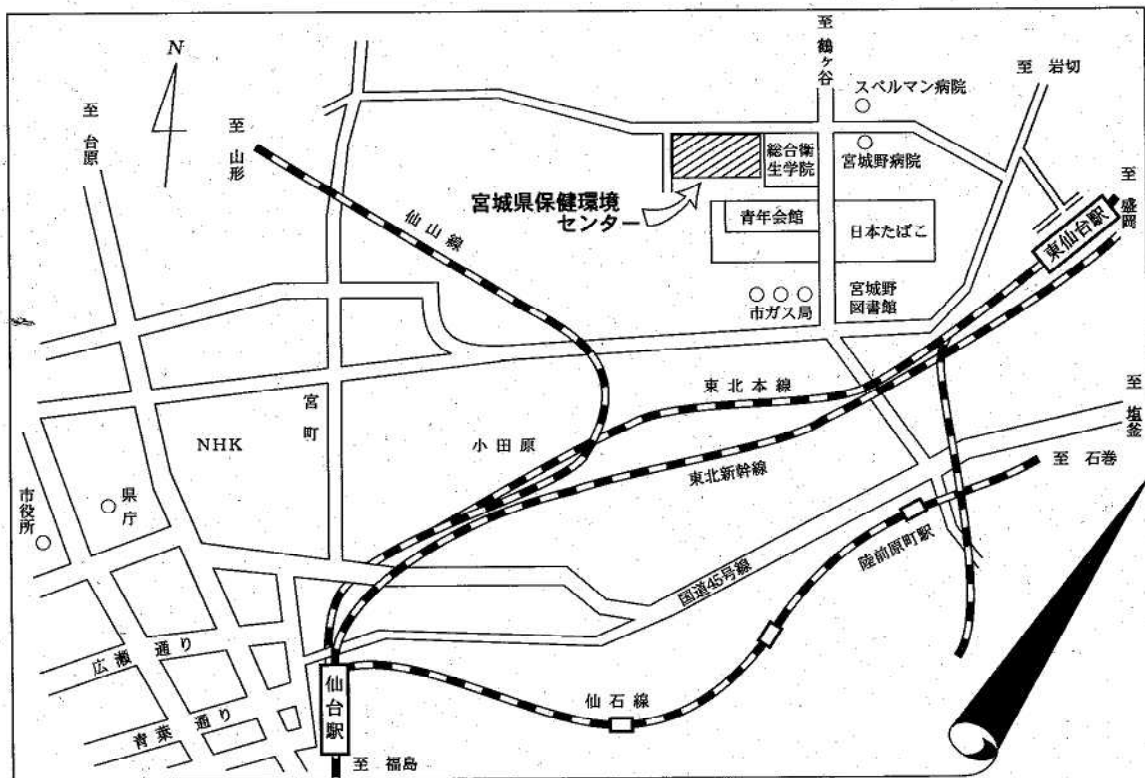 N
至 台原
至 山形
至 鶴ヶ谷
スペルマン病院
至 岩切
総合衛
生学院
宮城野病院
至 盛岡
宮城県保健環境
センター
青年会館
日本たばこ
東仙台駅
仙山線
市ガス局
宮城野
図書館
宮町
NHK
小田原
東北本線
東北新幹線
至 塩釜
至 石巻
市役所
県庁
陸前原町駅
国道45号線
広瀬通り
青葉通り
仙台駅
仙石線
至 福島